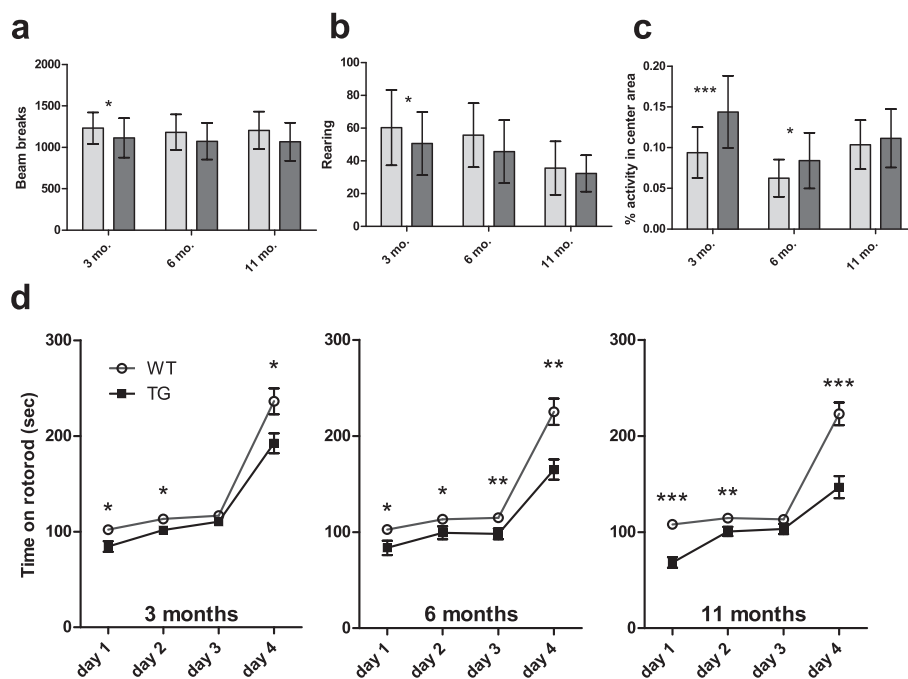 a
b
c
2000
1500
1000
500
0
Beam breaks
*
3 mo.
6 mo.
11 mo.
100
80
60
40
20
0
Rearing
*
3 mo.
6 mo.
11 mo.
0.20
0.15
0.10
0.05
0.00
% activity in center area
***
*
3 mo.
6 mo.
11 mo.
d
300
200
100
0
Time on rotorod (sec)
WT
TG
*
*
*
3 months
day 1
day 2
day 3
day 4
300
200
100
0
*
*
**
**
6 months
day 1
day 2
day 3
day 4
300
200
100
0
***
**
***
11 months
day 1
day 2
day 3
day 4